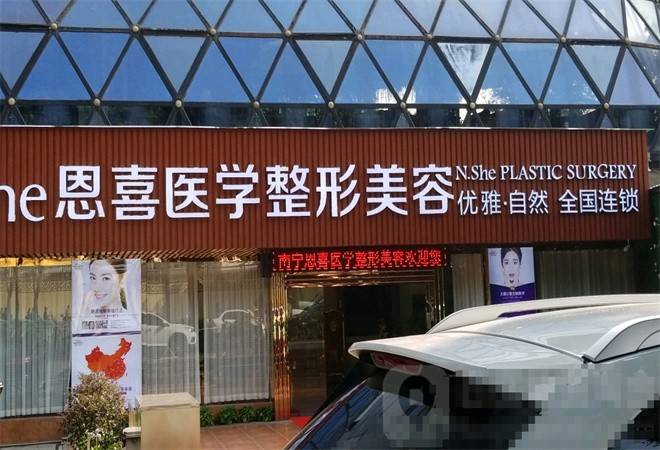 he 恩喜医学整形美容
N.She PLASTIC SURGERY
优雅·自然 全国连锁
南宁恩喜医学整形美容欢迎您